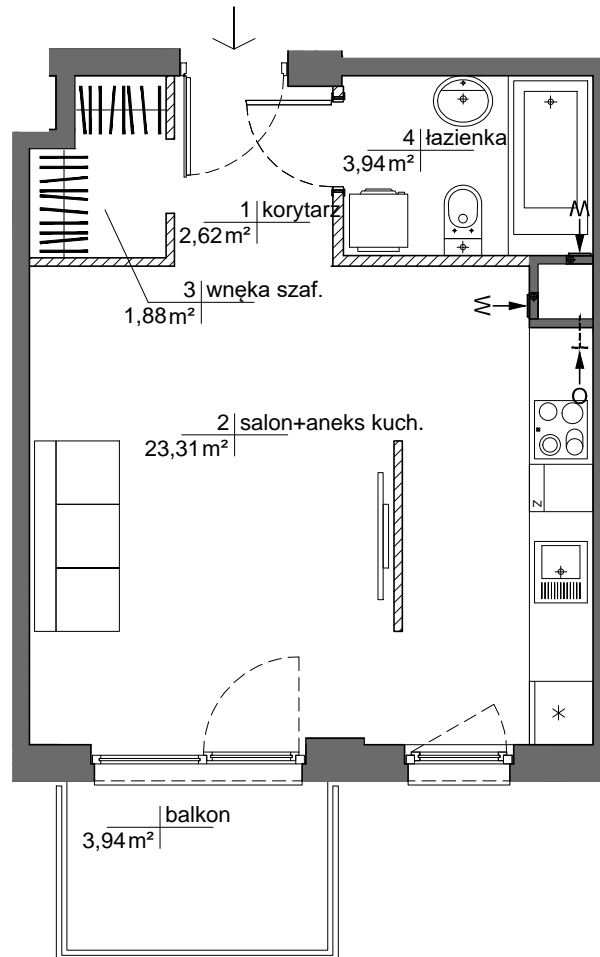 4 łazienka
3,94 m²
1 korytarz
2,62 m²
W
3 wnęka szaf.
1,88 m²
W
O
2 salon+aneks kuch.
23,31 m²
Z
balkon
3,94 m²